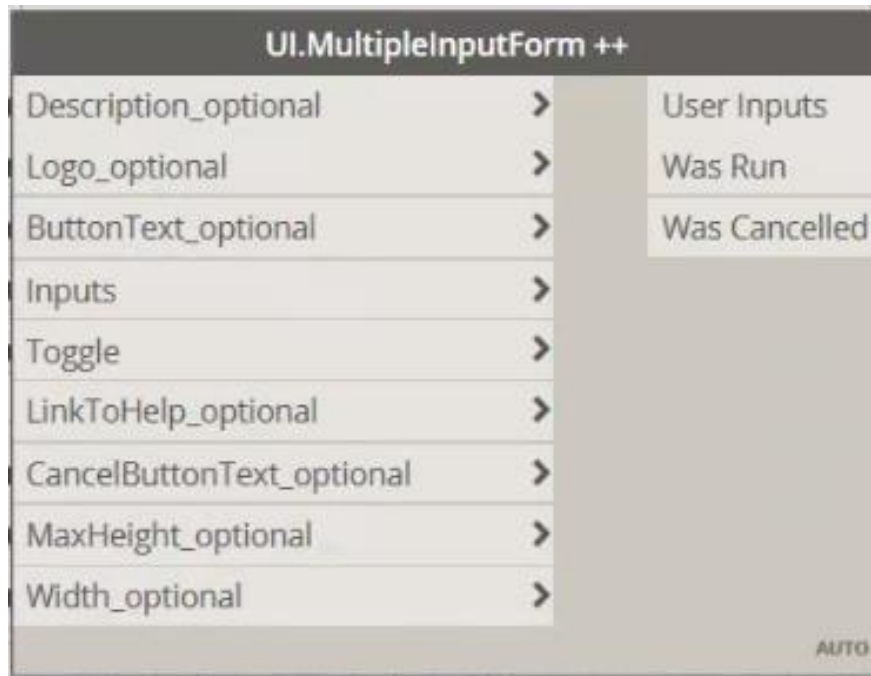 UI.MultipleInputForm ++
Description_optional
User Inputs
Logo_optional
Was Run
ButtonText_optional
Was Cancelled
Inputs
Toggle
LinkToHelp_optional
CancelButtonText_optional
MaxHeight_optional
Width_optional
AUTO